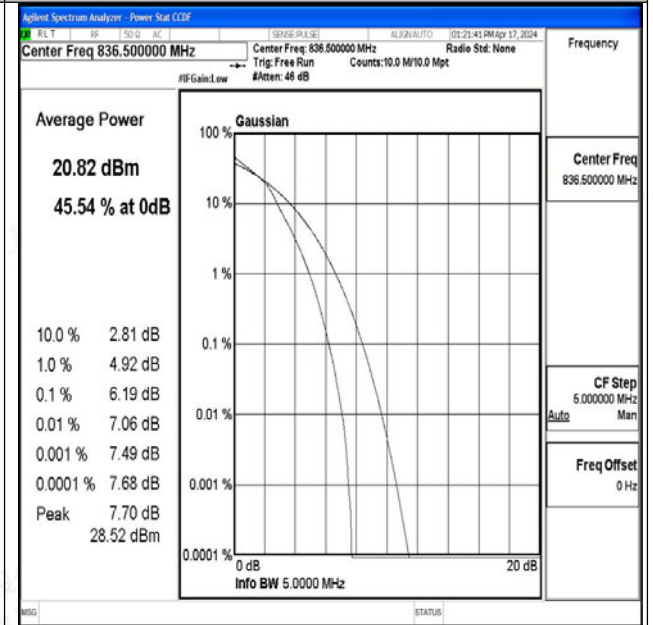 Agilent Spectrum Analyzer - Power Stat CCDF
RLT RF 50 Ω AC SENSE:PULSE ALIGNAUTO 01:21:41 PM Apr 17, 2024
Center Freq 836.500000 MHz
Center Freq: 836.500000 MHz Radio Std: None
Trig: Free Run Counts:10.0 M/10.0 Mpt
#IFGain:Low #Atten: 46 dB
Frequency
Average Power
20.82 dBm
45.54 % at 0dB
10.0 % 2.81 dB
1.0 % 4.92 dB
0.1 % 6.19 dB
0.01 % 7.06 dB
0.001 % 7.49 dB
0.0001 % 7.68 dB
Peak 7.70 dB
28.52 dBm
Gaussian
100 %
10 %
1 %
0.1 %
0.01 %
0.001 %
0.0001 %
0 dB 20 dB
Info BW 5.0000 MHz
Center Freq
836.500000 MHz
CF Step
5.000000 MHz
Auto Man
Freq Offset
0 Hz
MSG STATUS